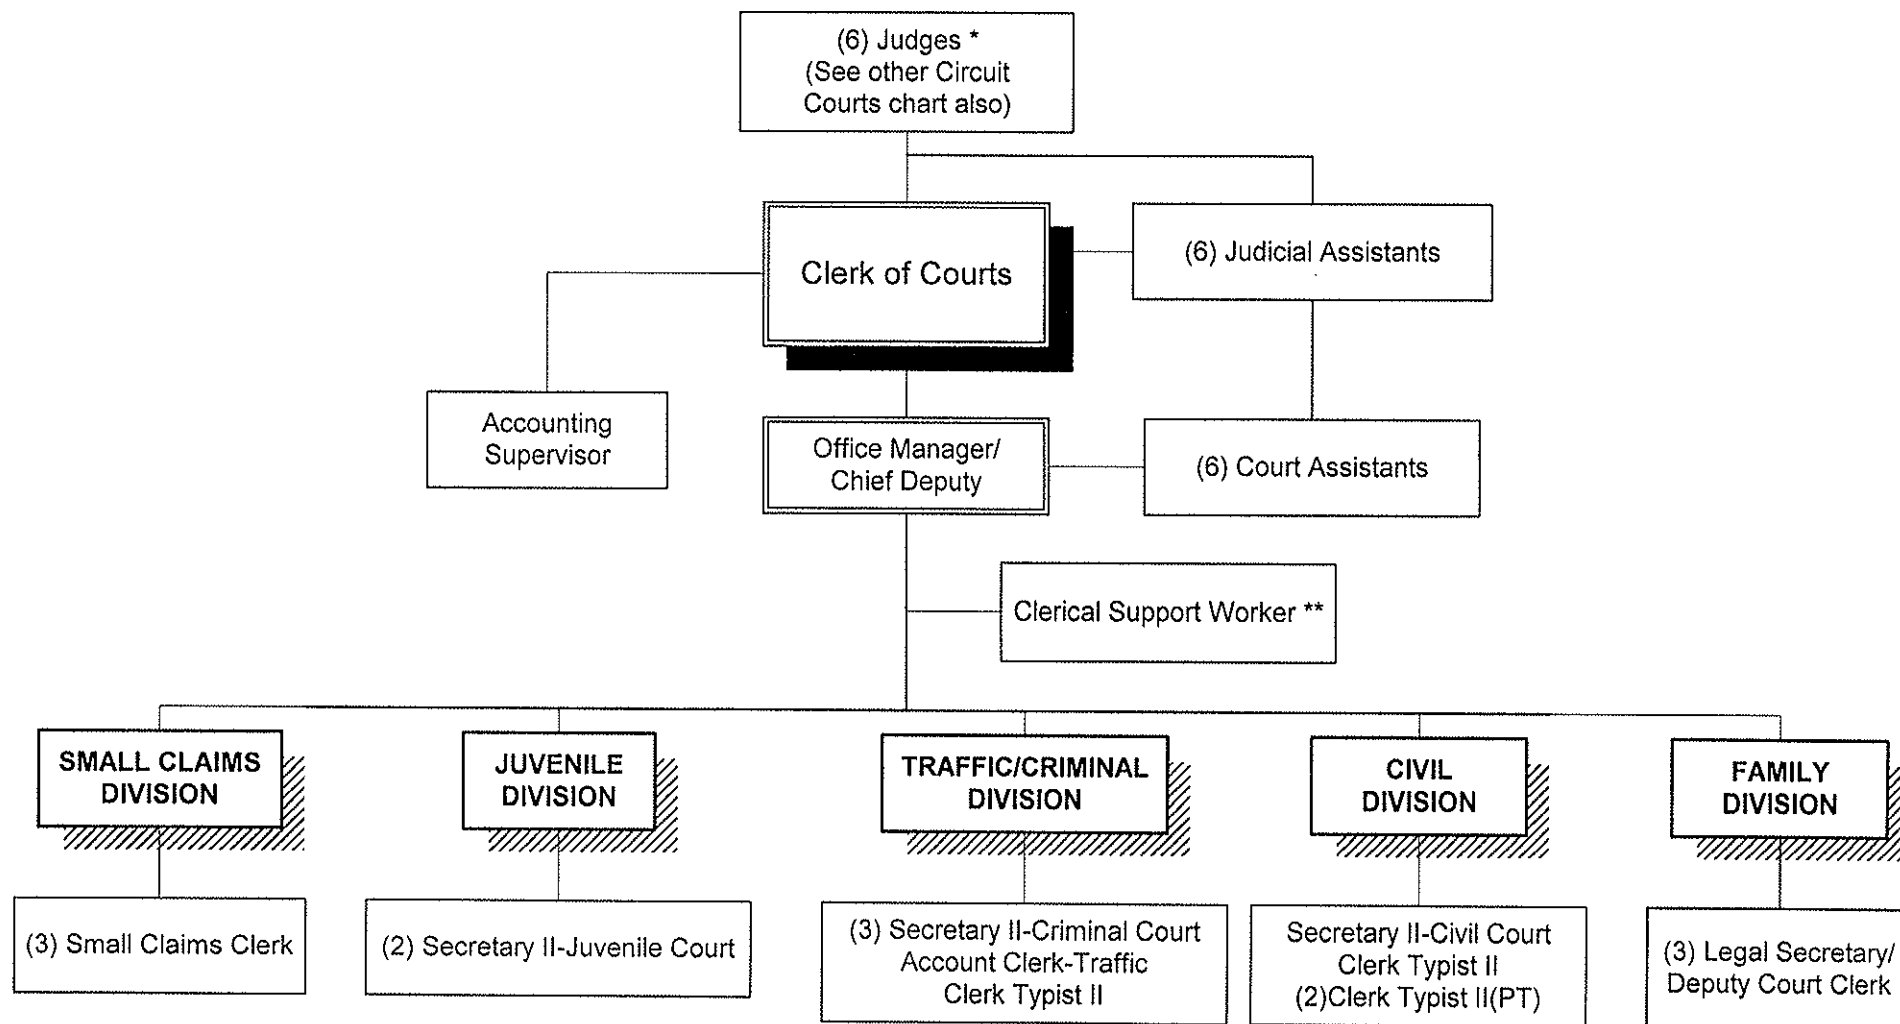 (6) Judges *
(See other Circuit
Courts chart also)
Clerk of Courts
(6) Judicial Assistants
Accounting
Supervisor
Office Manager/
Chief Deputy
(6) Court Assistants
Clerical Support Worker **
SMALL CLAIMS
DIVISION
JUVENILE
DIVISION
TRAFFIC/CRIMINAL
DIVISION
CIVIL
DIVISION
FAMILY
DIVISION
(3) Small Claims Clerk
(2) Secretary II-Juvenile Court
(3) Secretary II-Criminal Court
Account Clerk-Traffic
Clerk Typist II
Secretary II-Civil Court
Clerk Typist II
(2)Clerk Typist II(PT)
(3) Legal Secretary/
Deputy Court Clerk